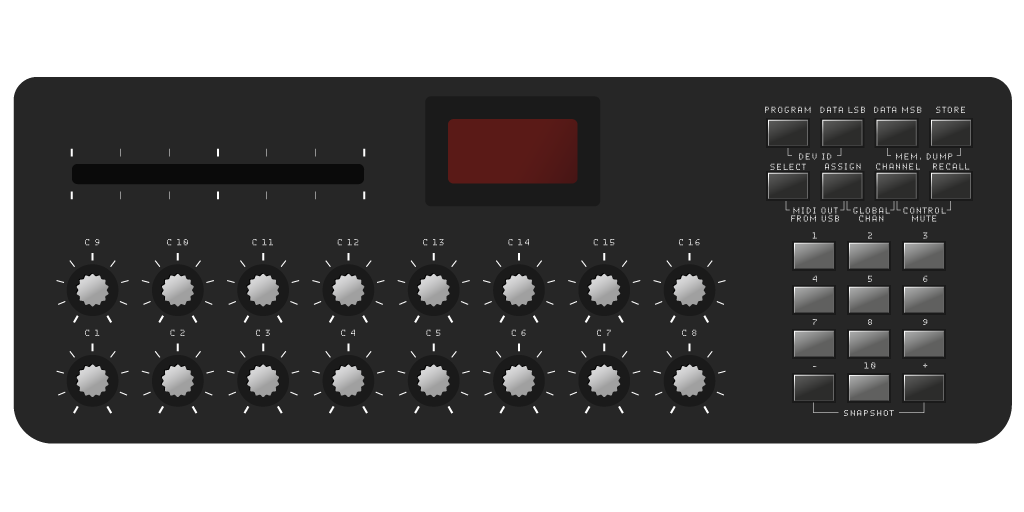 PROGRAM DATA LSB DATA MSB STORE
DEV ID MEM. DUMP
SELECT ASSIGN CHANNEL RECALL
MIDI OUT GLOBAL CONTROL
FROM USB CHAN MUTE
C 9 C 10 C 11 C 12 C 13 C 14 C 15 C 16
1 2 3
4 5 6
C 1 C 2 C 3 C 4 C 5 C 6 C 7 C 8
7 8 9
- 10 +
SNAPSHOT